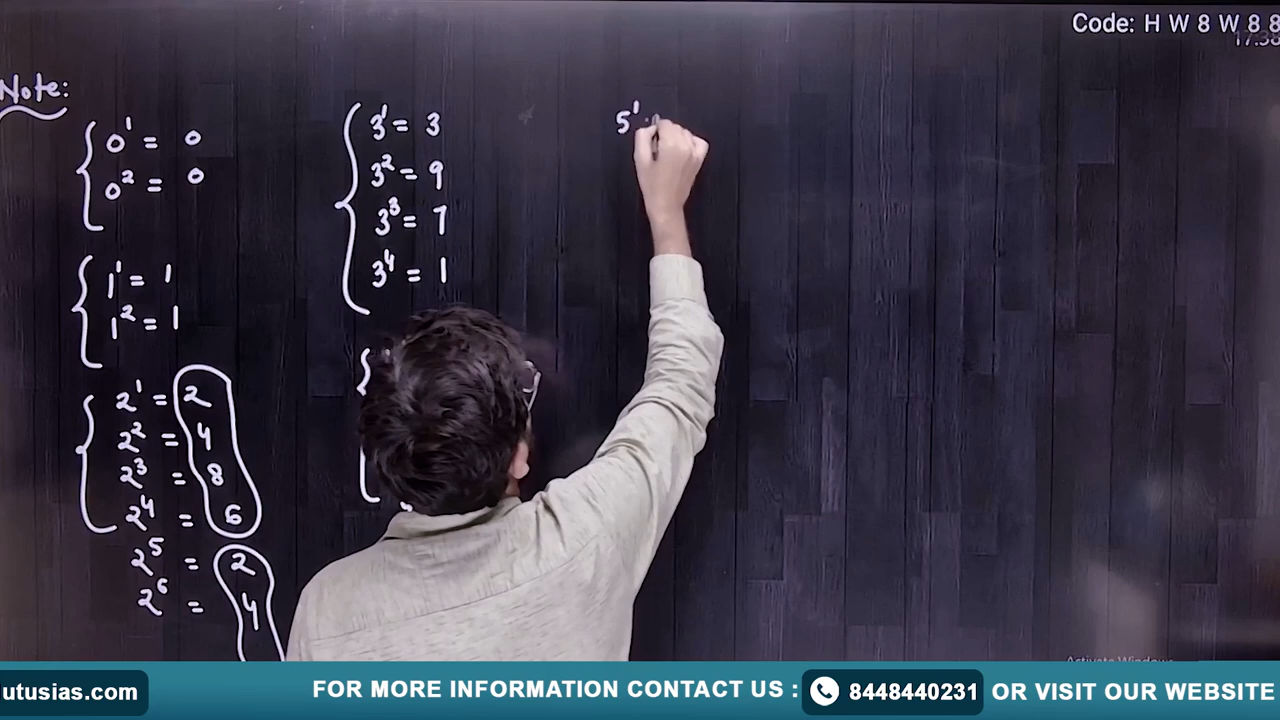 Code: H W 8 W 8 8
17:38
Note:
0¹ = 0
0² = 0
1¹ = 1
1² = 1
2¹ = 2
2² = 4
2³ = 8
2⁴ = 6
2⁵ = 2
2⁶ = 4
3¹ = 3
3² = 9
3³ = 7
3⁴ = 1
5¹
utusias.com
FOR MORE INFORMATION CONTACT US : 8448440231 OR VISIT OUR WEBSITE